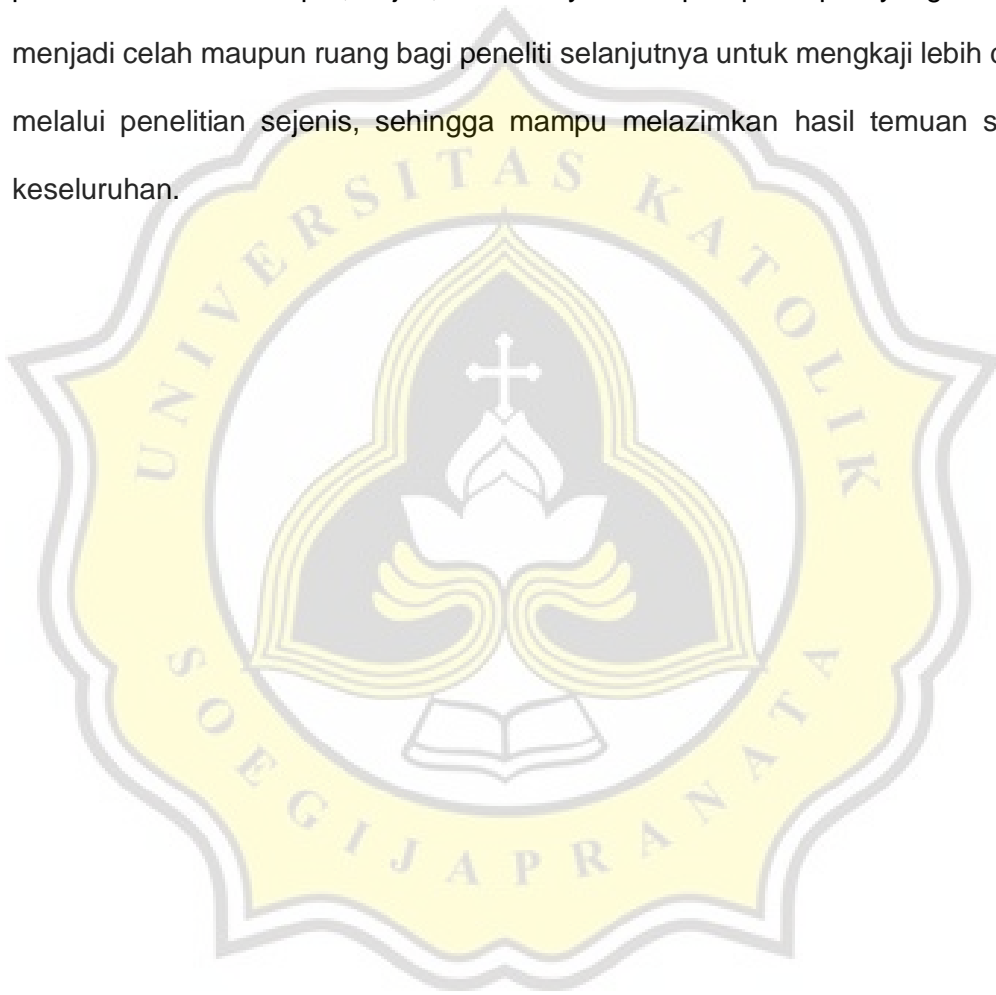 menjadi celah maupun ruang bagi peneliti selanjutnya untuk mengkaji lebih
melalui penelitian sejenis, sehingga mampu melazimkan hasil temuan
keseluruhan.
UNIVERSITAS KATOLIK
SOEGIJAPRANATA